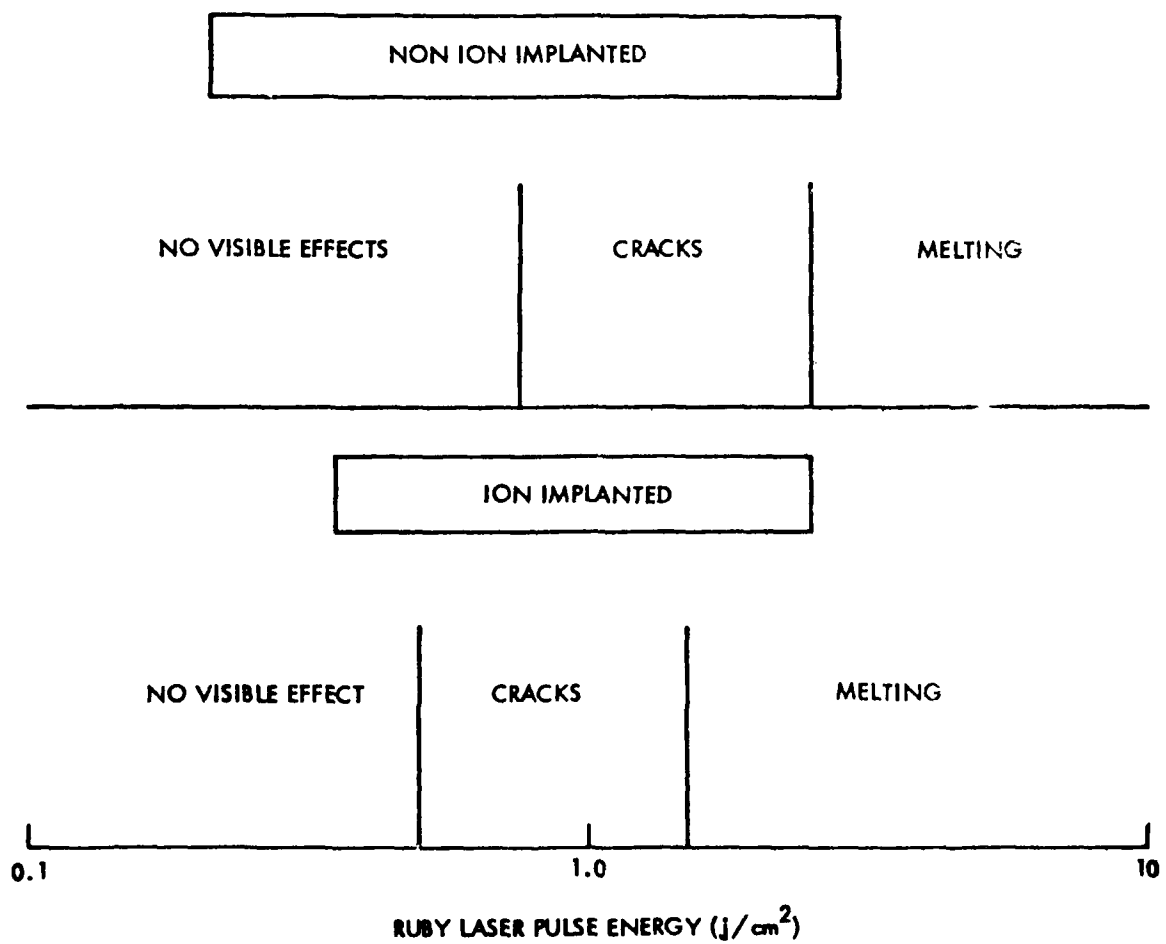 NON ION IMPLANTED
NO VISIBLE EFFECTS CRACKS MELTING
ION IMPLANTED
NO VISIBLE EFFECT CRACKS MELTING
0.1 1.0 10
RUBY LASER PULSE ENERGY (j/cm²)